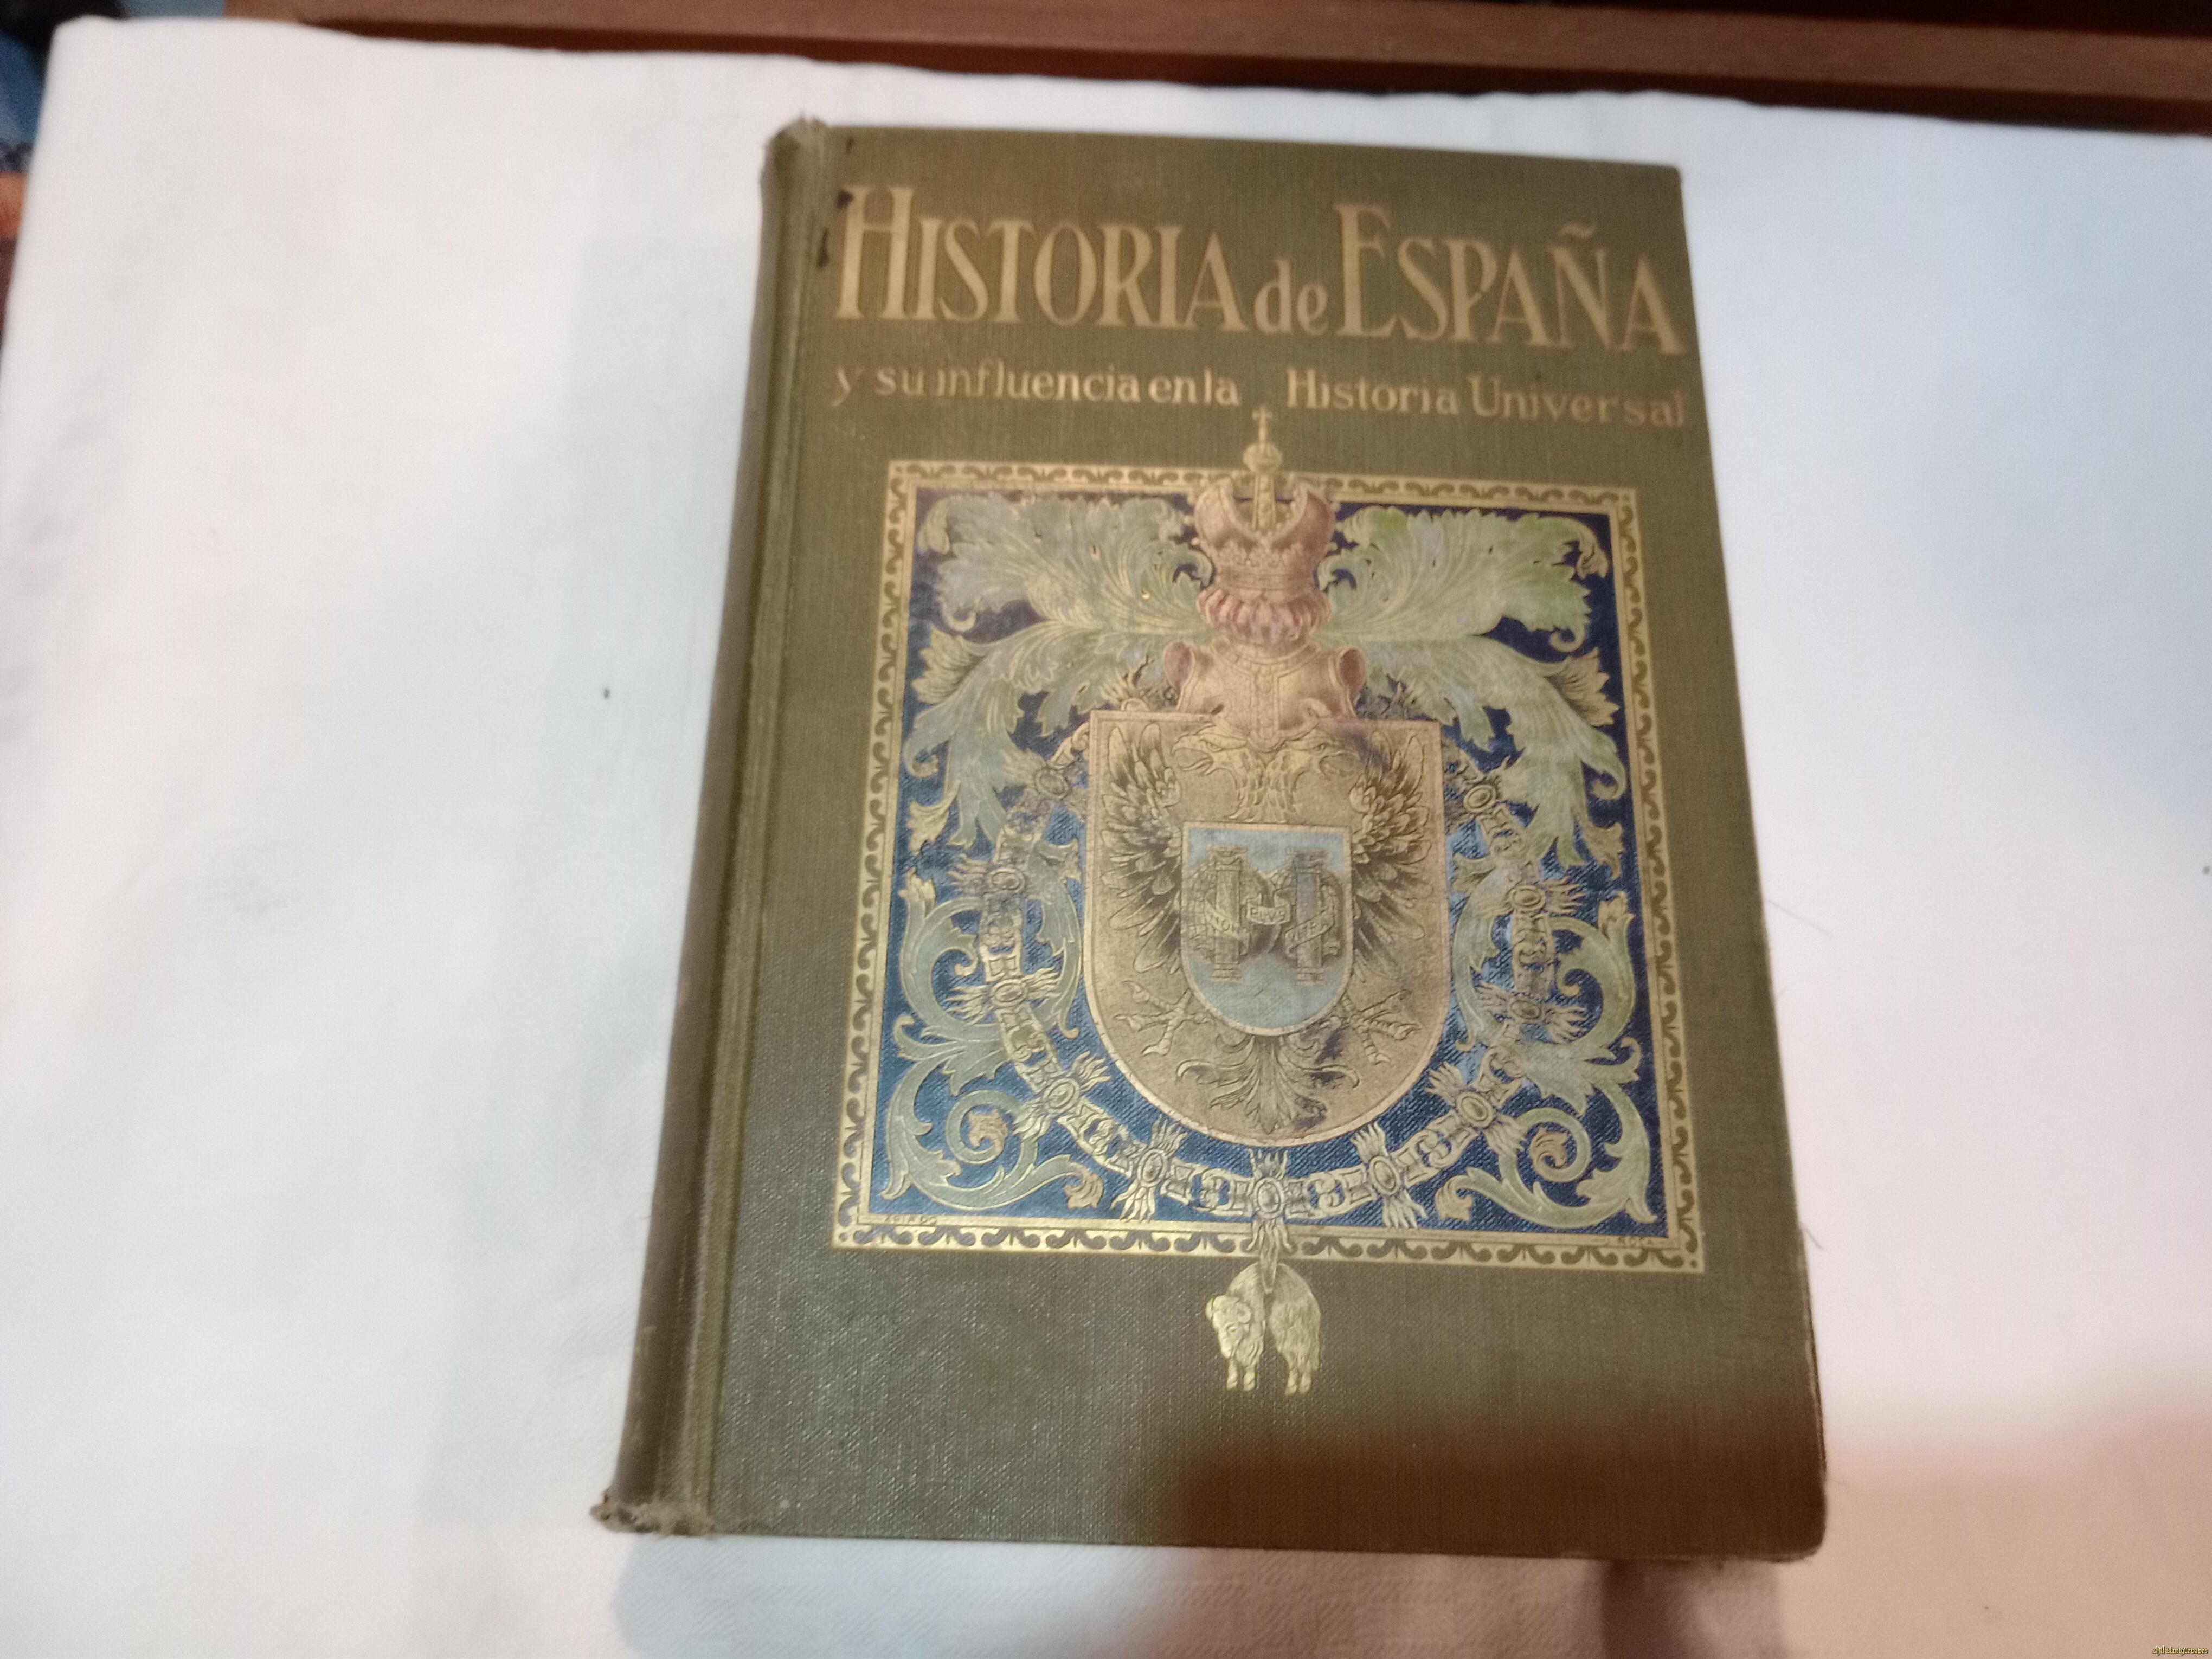 HISTORIA de ESPAÑA
y su influencia en la Historia Universal